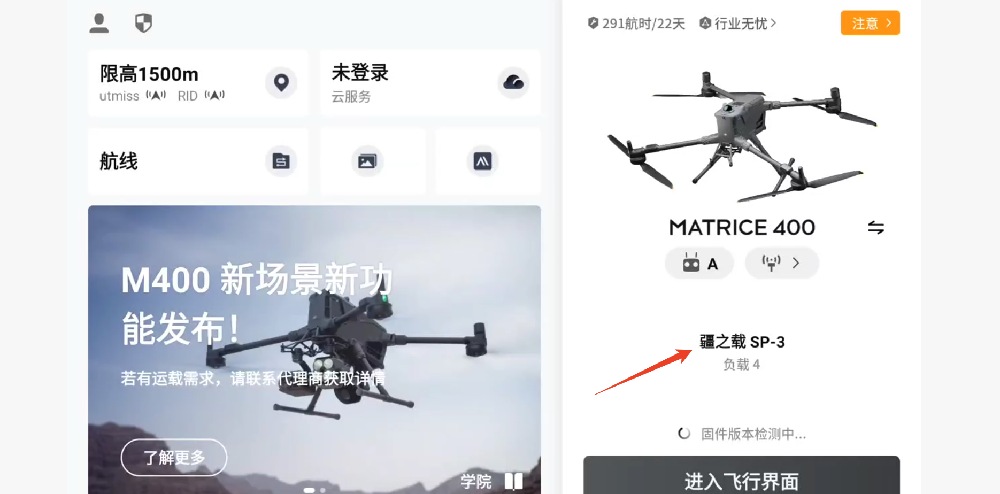 限高1500m
utmiss RID
未登录
云服务
航线
M400 新场景新功
能发布！
若有运载需求，请联系代理商获取详情
了解更多
学院
291航时/22天 行业无忧
注意
MATRICE 400
A
疆之载 SP-3
负载 4
固件版本检测中...
进入飞行界面